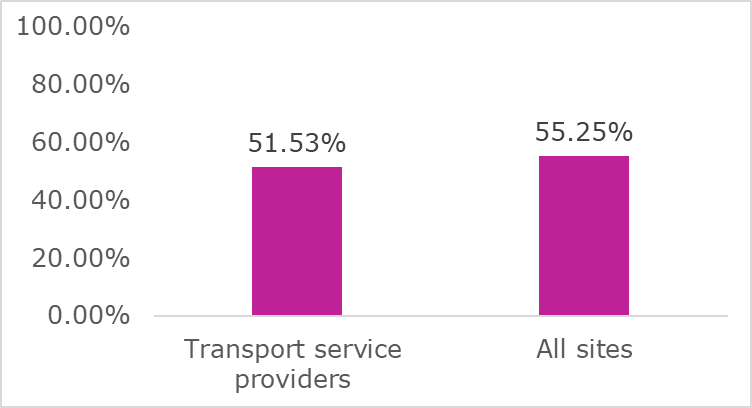 100.00%
80.00%
60.00%
40.00%
20.00%
0.00%
51.53%
55.25%
Transport service
providers
All sites